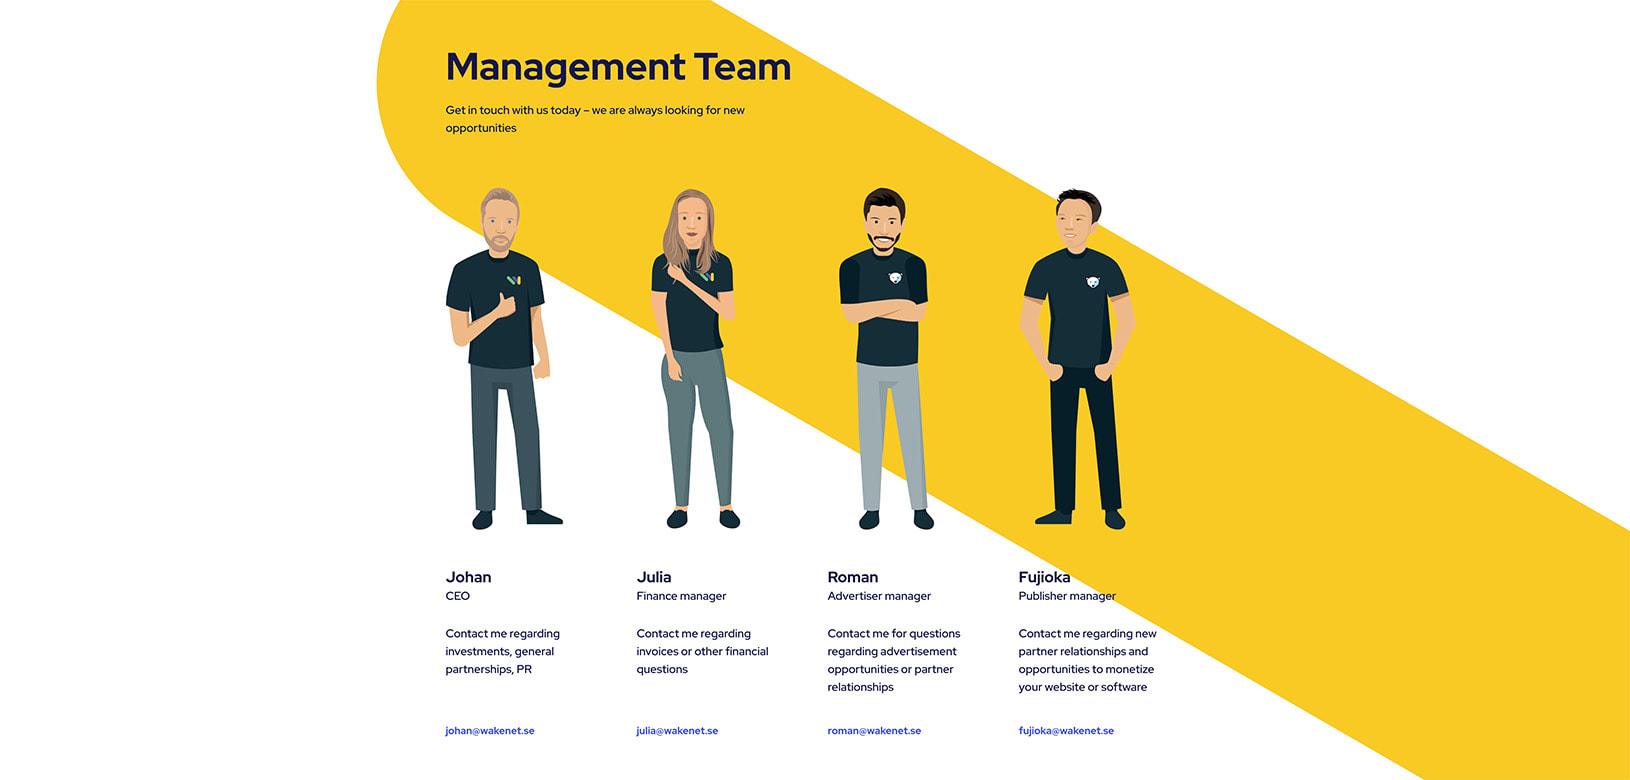 Management Team
Get in touch with us today – we are always looking for new
opportunities
Johan
CEO
Contact me regarding
investments, general
partnerships, PR
johan@wakenet.se
Julia
Finance manager
Contact me regarding
invoices or other financial
questions
julia@wakenet.se
Roman
Advertiser manager
Contact me for questions
regarding advertisement
opportunities or partner
relationships
roman@wakenet.se
Fujioka
Publisher manager
Contact me regarding new
partner relationships and
opportunities to monetize
your website or software
fujioka@wakenet.se